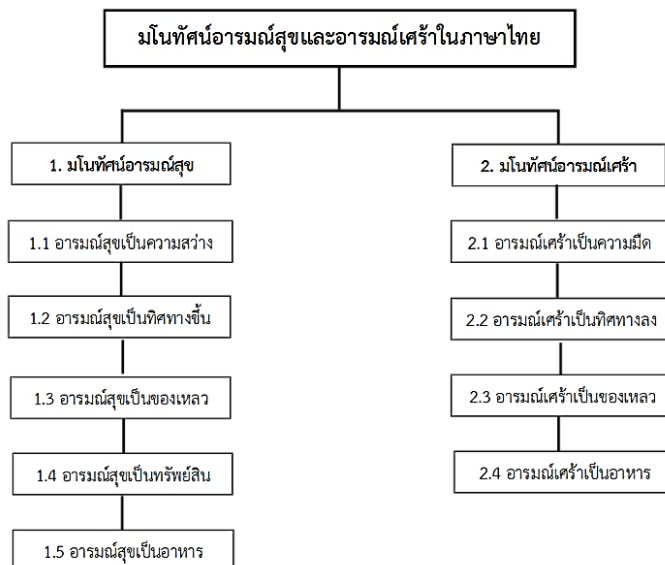 มโนทัศน์อารมณ์สุขและอารมณ์เศร้าในภาษาไทย
1. มโนทัศน์อารมณ์สุข
1.1 อารมณ์สุขเป็นความสว่าง
1.2 อารมณ์สุขเป็นทิศทางขึ้น
1.3 อารมณ์สุขเป็นของเหลว
1.4 อารมณ์สุขเป็นทรัพย์สิน
1.5 อารมณ์สุขเป็นอาหาร
2. มโนทัศน์อารมณ์เศร้า
2.1 อารมณ์เศร้าเป็นความมืด
2.2 อารมณ์เศร้าเป็นทิศทางลง
2.3 อารมณ์เศร้าเป็นของเหลว
2.4 อารมณ์เศร้าเป็นอาหาร